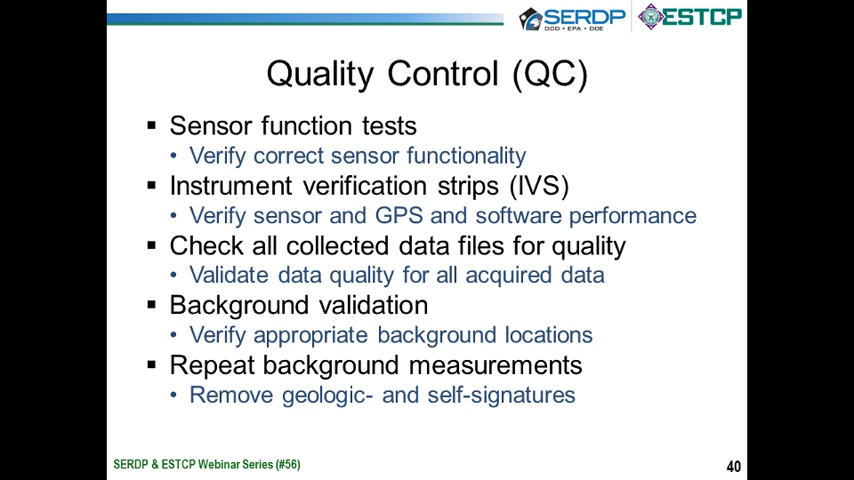 SERDP
DOD • EPA • DOE
ESTCP
Quality Control (QC)
▪ Sensor function tests
• Verify correct sensor functionality
▪ Instrument verification strips (IVS)
• Verify sensor and GPS and software performance
▪ Check all collected data files for quality
• Validate data quality for all acquired data
▪ Background validation
• Verify appropriate background locations
▪ Repeat background measurements
• Remove geologic- and self-signatures
SERDP & ESTCP Webinar Series (#56)
40